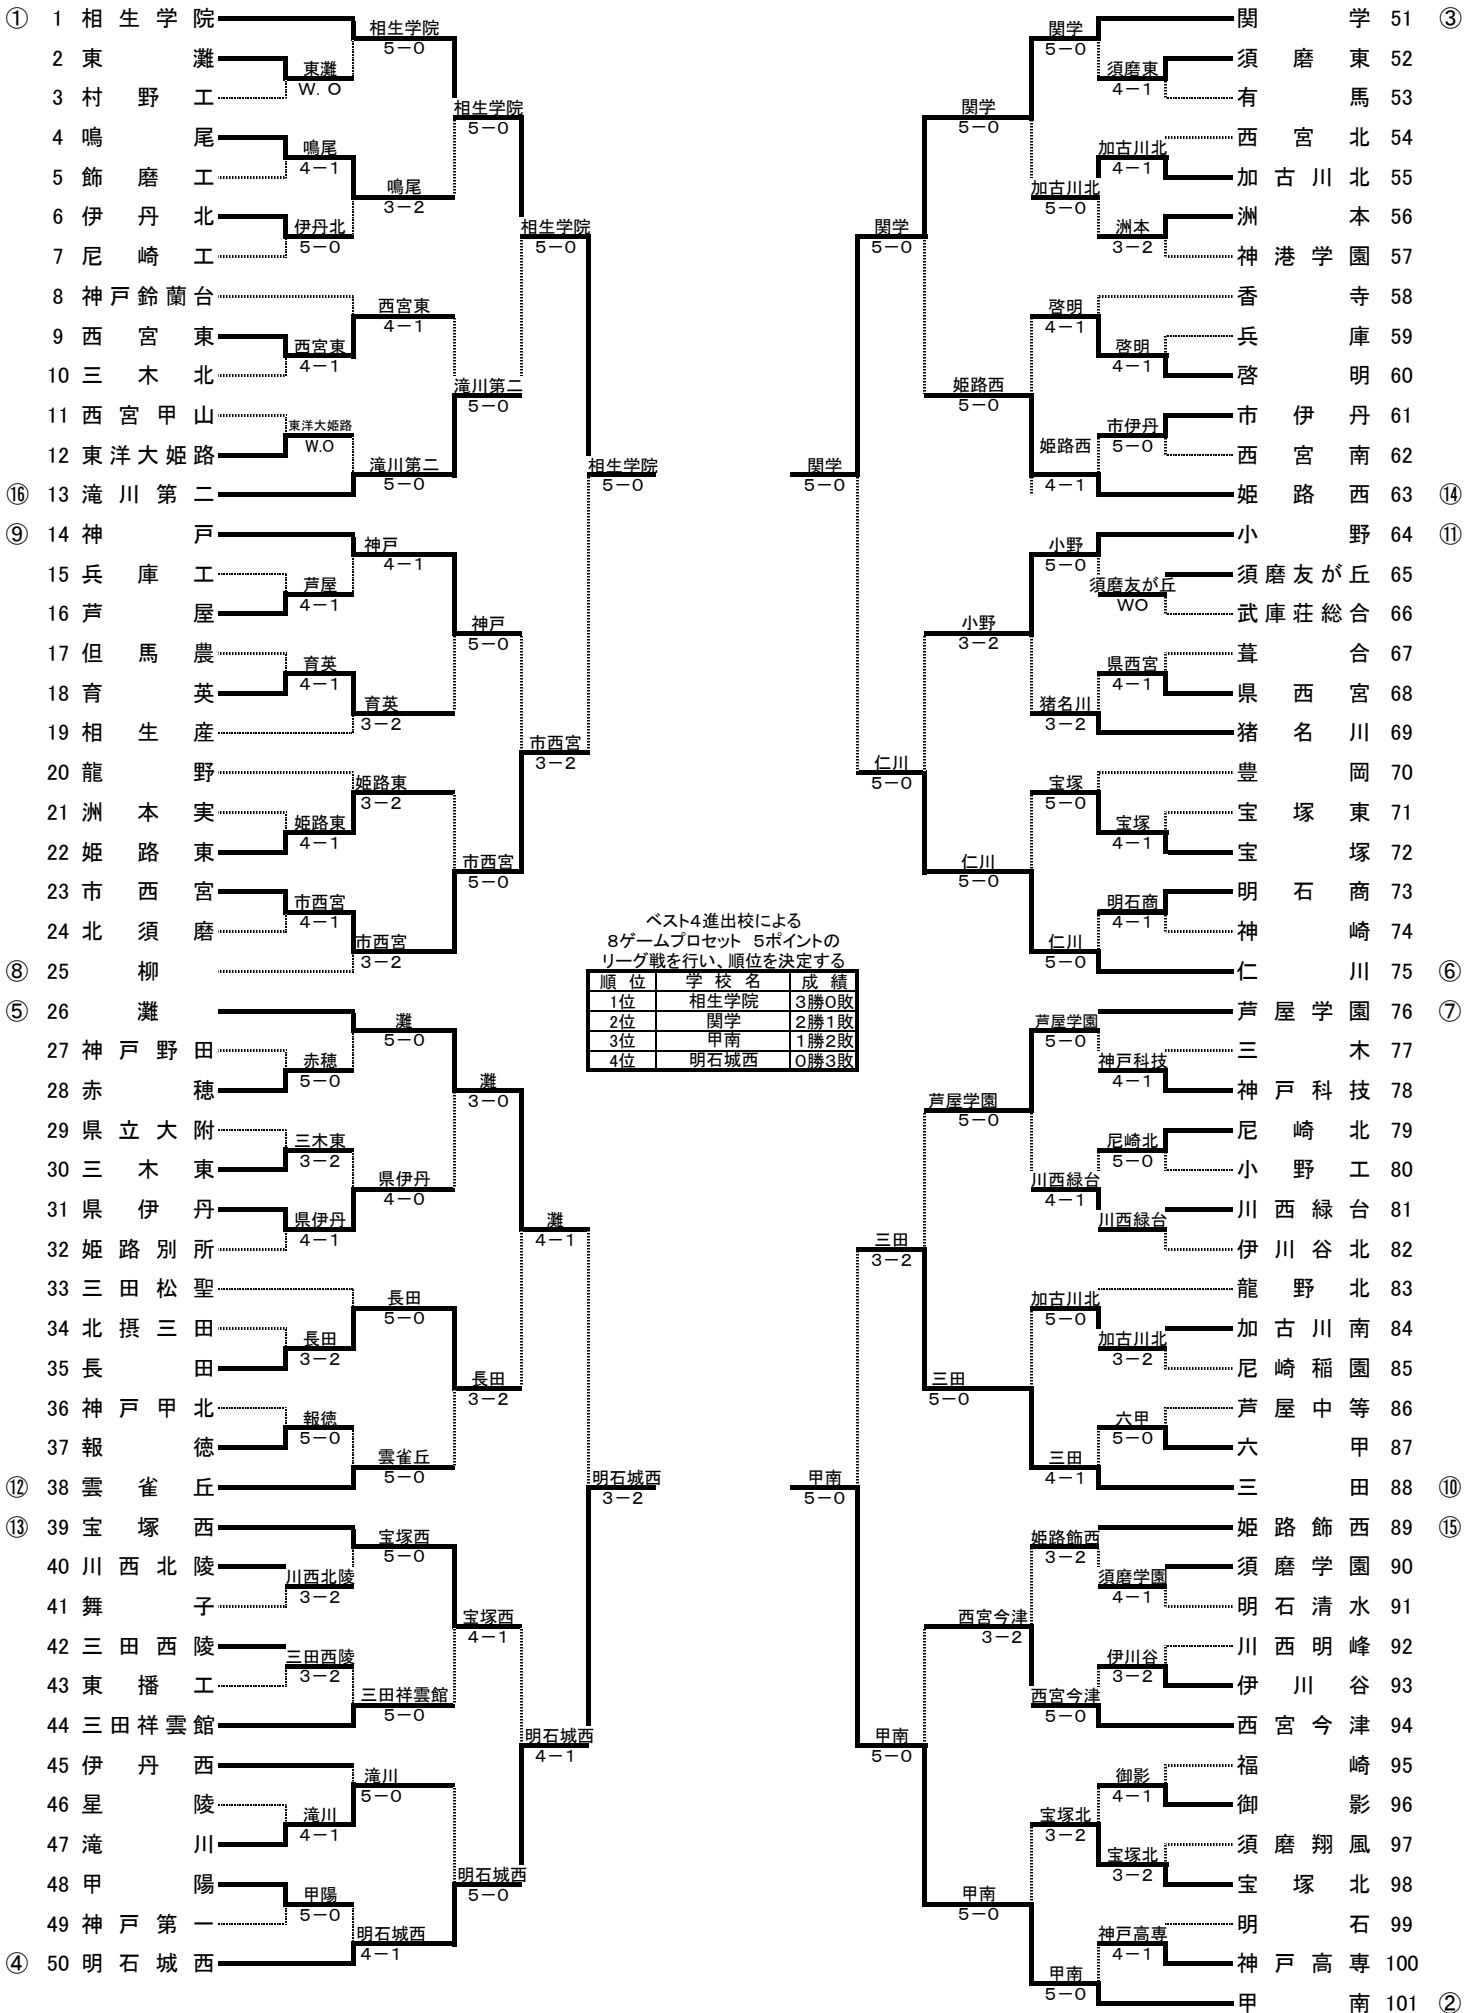 ① 1 相生学院
2 東灘
3 村野工
4 鳴尾
5 飾磨工
6 伊丹北
7 尼崎工
8 神戸鈴蘭台
9 西宮東
10 三木北
11 西宮甲山
12 東洋大姫路
⑯ 13 滝川第二
⑨ 14 神戸
15 兵庫工
16 芦屋
17 但馬農
18 育英
19 相生産
20 龍野
21 洲本実
22 姫路東
23 市西宮
24 北須磨
⑧ 25 柳
⑤ 26 灘
27 神戸野田
28 赤穂
29 県立大附
30 三木東
31 県伊丹
32 姫路別所
33 三田松聖
34 北摂三田
35 長田
36 神戸甲北
37 報徳
⑫ 38 雲雀丘
⑬ 39 宝塚西
40 川西北陵
41 舞子
42 三田西陵
43 東播工
44 三田祥雲館
45 伊丹西
46 星陵
47 滝川
48 甲陽
49 神戸第一
④ 50 明石城西
東灘
W.O
鳴尾
4-1
伊丹北
5-0
西宮東
4-1
東洋大姫路
W.O
芦屋
4-1
育英
4-1
姫路東
4-1
市西宮
4-1
赤穂
5-0
三木東
3-2
県伊丹
4-1
長田
3-2
報徳
5-0
川西北陵
3-2
三田西陵
3-2
滝川
4-1
甲陽
5-0
相生学院
5-0
鳴尾
3-2
西宮東
4-1
滝川第二
5-0
神戸
4-1
育英
3-2
姫路東
3-2
市西宮
3-2
灘
5-0
県伊丹
4-0
長田
5-0
雲雀丘
5-0
宝塚西
5-0
三田祥雲館
5-0
滝川
5-0
明石城西
4-1
相生学院
5-0
滝川第二
5-0
神戸
5-0
市西宮
5-0
灘
3-0
長田
3-2
宝塚西
4-1
明石城西
5-0
相生学院
5-0
市西宮
3-2
灘
4-1
明石城西
4-1
相生学院
5-0
明石城西
3-2
ベスト4進出校による
8ゲームプロセット 5ポイントの
リーグ戦を行い、順位を決定する
順位 学校名 成績
1位 相生学院 3勝0敗
2位 関学 2勝1敗
3位 甲南 1勝2敗
4位 明石城西 0勝3敗
関学
5-0
甲南
5-0
関学
5-0
仁川
5-0
三田
3-2
甲南
5-0
関学
5-0
姫路西
5-0
小野
3-2
仁川
5-0
芦屋学園
5-0
三田
5-0
西宮今津
3-2
甲南
5-0
関学
5-0
加古川北
5-0
啓明
4-1
姫路西
4-1
小野
5-0
猪名川
3-2
宝塚
5-0
仁川
5-0
芦屋学園
5-0
川西緑台
4-1
加古川北
5-0
三田
4-1
姫路飾西
3-2
西宮今津
5-0
宝塚北
3-2
甲南
5-0
須磨東
4-1
加古川北
4-1
洲本
3-2
啓明
4-1
市伊丹
5-0
須磨友が丘
WO
県西宮
4-1
宝塚
4-1
明石商
4-1
神戸科技
4-1
尼崎北
5-0
川西緑台
加古川北
3-2
六甲
5-0
須磨学園
4-1
伊川谷
3-2
御影
4-1
宝塚北
3-2
神戸高専
4-1
関学 51 ③
須磨東 52
有馬 53
西宮北 54
加古川北 55
洲本 56
神港学園 57
香寺 58
兵庫 59
啓明 60
市伊丹 61
西宮南 62
姫路西 63 ⑭
小野 64 ⑪
須磨友が丘 65
武庫荘総合 66
葺合 67
県西宮 68
猪名川 69
豊岡 70
宝塚東 71
宝塚 72
明石商 73
神崎 74
仁川 75 ⑥
芦屋学園 76 ⑦
三木 77
神戸科技 78
尼崎北 79
小野工 80
川西緑台 81
伊川谷北 82
龍野北 83
加古川南 84
尼崎稲園 85
芦屋中等 86
六甲 87
三田 88 ⑩
姫路飾西 89 ⑮
須磨学園 90
明石清水 91
川西明峰 92
伊川谷 93
西宮今津 94
福崎 95
御影 96
須磨翔風 97
宝塚北 98
明石 99
神戸高専 100
甲南 101 ②